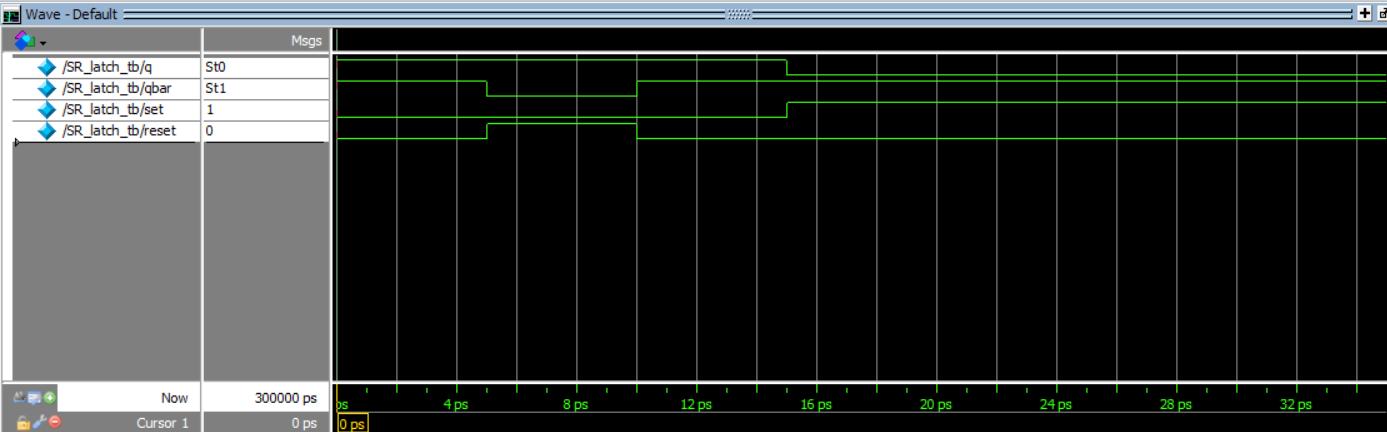 Wave - Default
Msgs
/SR_latch_tb/q St0
/SR_latch_tb/qbar St1
/SR_latch_tb/set 1
/SR_latch_tb/reset 0
Now 300000 ps
ps 4 ps 8 ps 12 ps 16 ps 20 ps 24 ps 28 ps 32 ps
Cursor 1 0 ps 0 ps